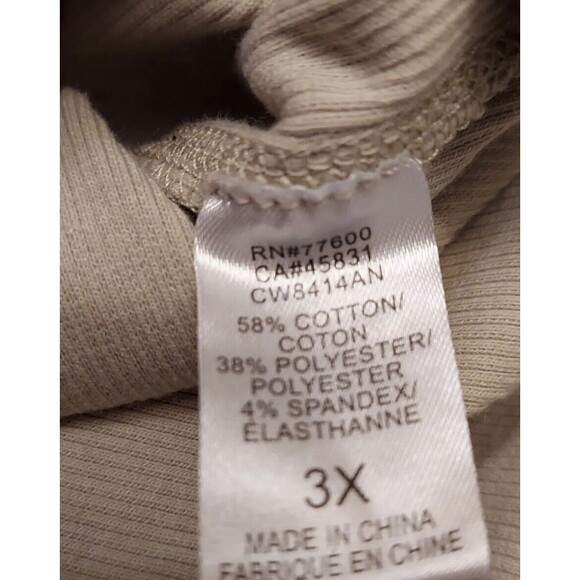 RN#77600
CA#45831
CW8414AN
58% COTTON/
COTON
38% POLYESTER/
POLYESTER
4% SPANDEX/
ÉLASTHANNE
3X
MADE IN CHINA
FABRIQUÉ EN CHINE